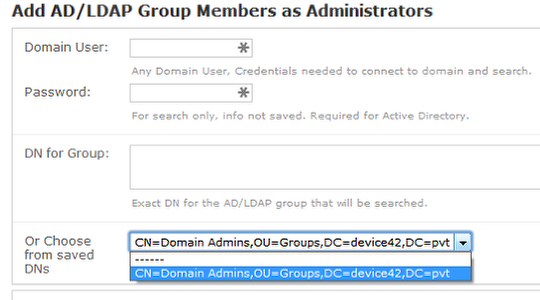 Add AD/LDAP Group Members as Administrators
Domain User:
Any Domain User, Credentials needed to connect to domain and search.
Password:
For search only, info not saved. Required for Active Directory.
DN for Group:
Exact DN for the AD/LDAP group that will be searched.
Or Choose
from saved
DNs
CN=Domain Admins,OU=Groups,DC=device42,DC=pvt
------
CN=Domain Admins,OU=Groups,DC=device42,DC=pvt